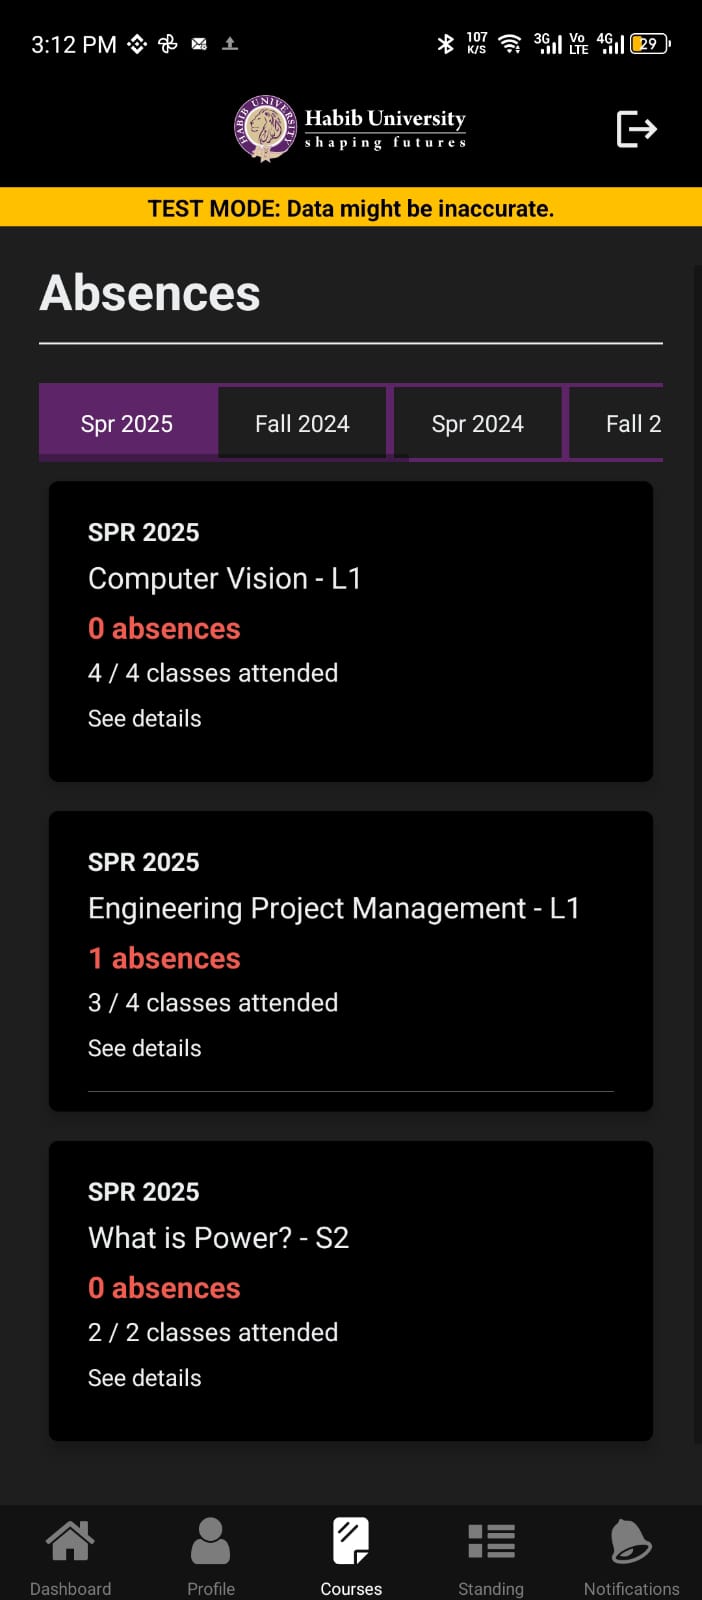 3:12 PM
107
K/S
3G
Vo
LTE
4G
29
HABIB UNIVERSITY
Habib University
shaping futures
TEST MODE: Data might be inaccurate.
Absences
Spr 2025
Fall 2024
Spr 2024
Fall 2
SPR 2025
Computer Vision - L1
0 absences
4 / 4 classes attended
See details
SPR 2025
Engineering Project Management - L1
1 absences
3 / 4 classes attended
See details
SPR 2025
What is Power? - S2
0 absences
2 / 2 classes attended
See details
Dashboard
Profile
Courses
Standing
Notifications